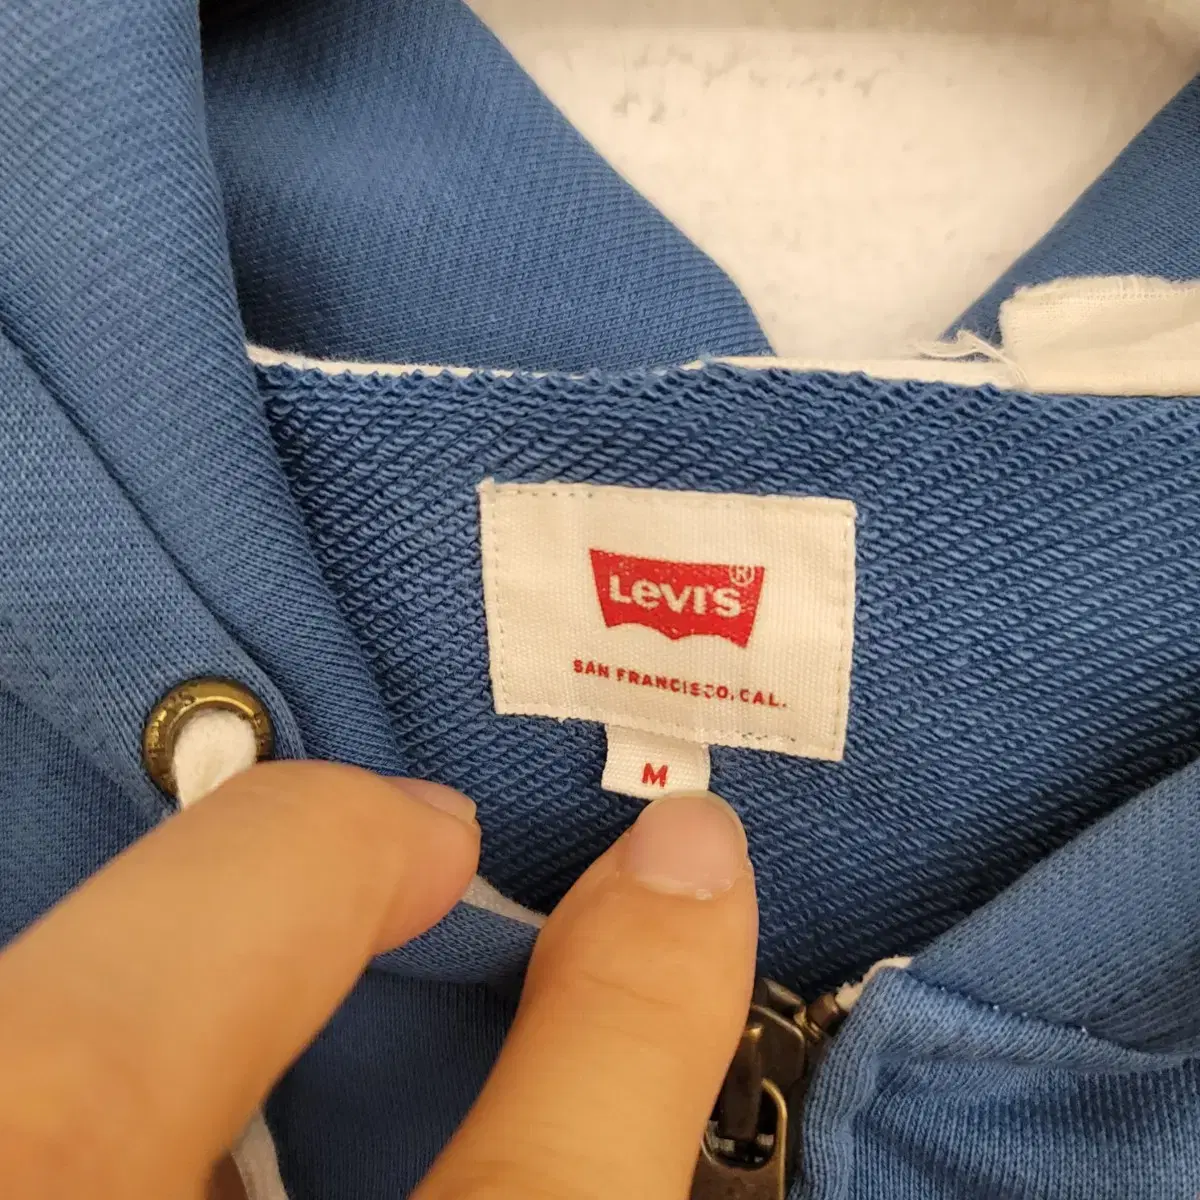 Levi's®
SAN FRANCISCO, CAL.
M